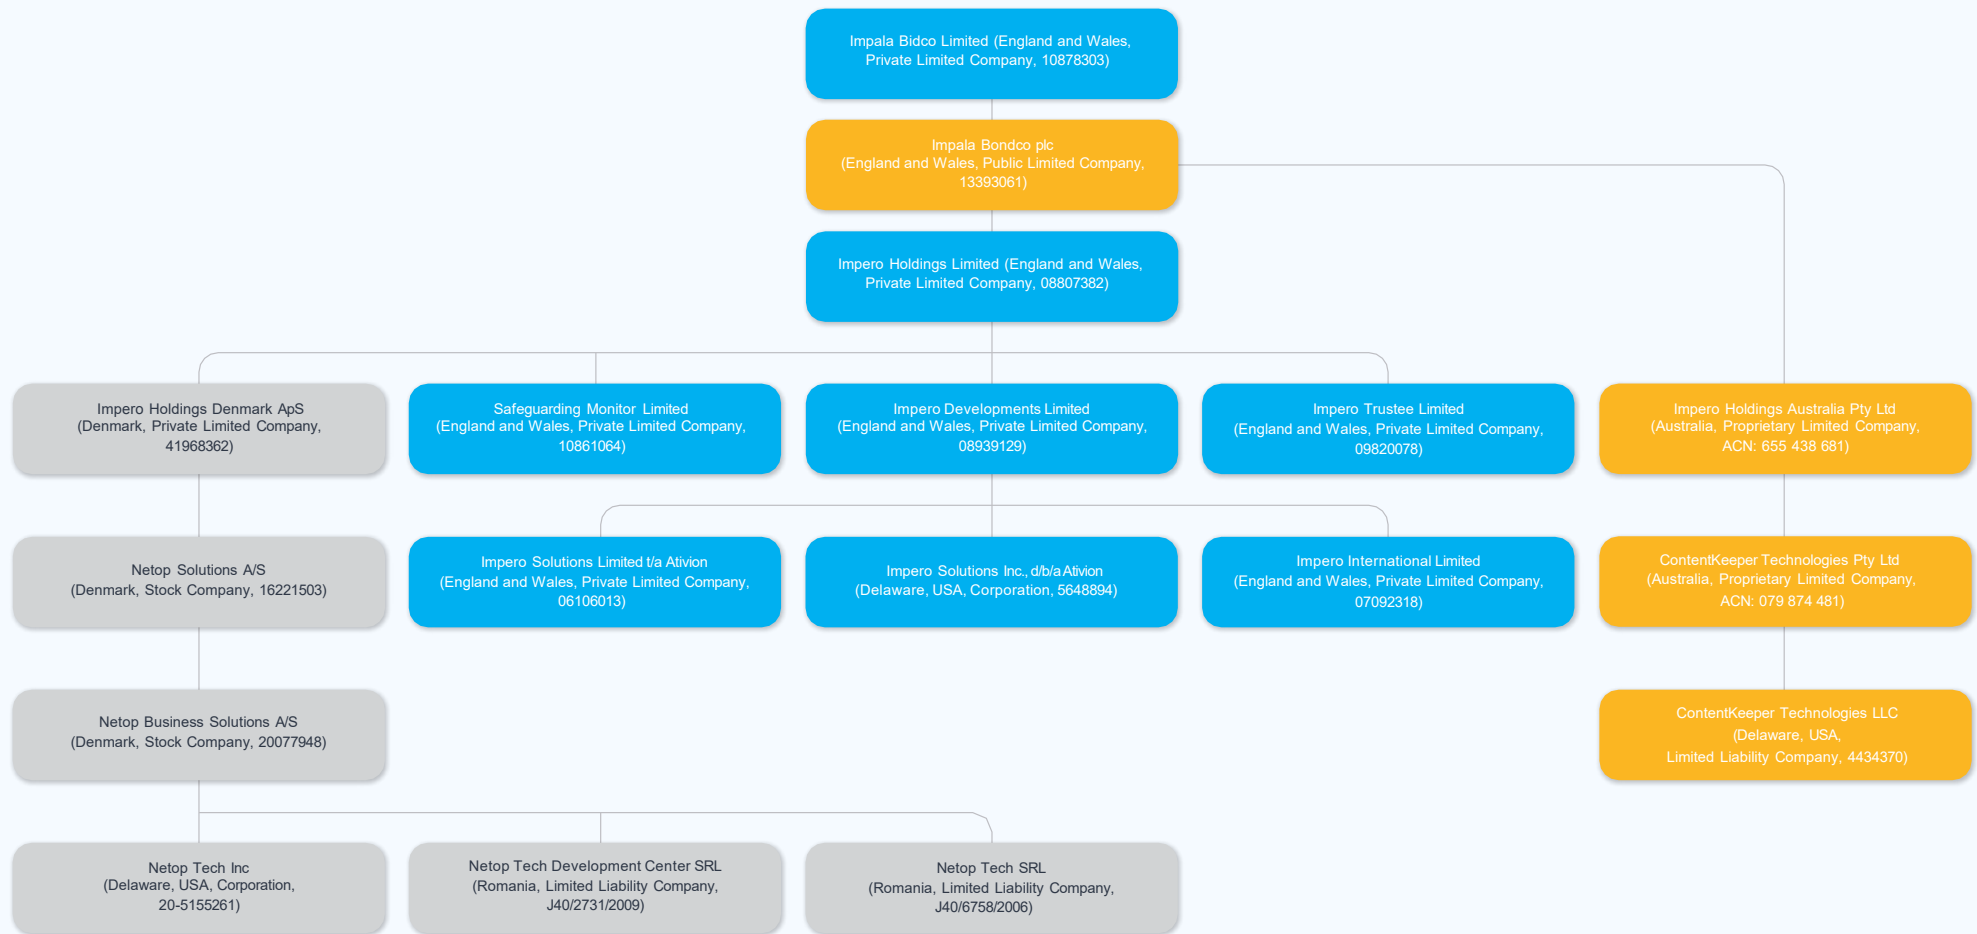 Impala Bidco Limited (England and Wales,
Private Limited Company, 10878303)
Impala Bondco plc
(England and Wales, Public Limited Company,
13393061)
Impero Holdings Limited (England and Wales,
Private Limited Company, 08807382)
Impero Holdings Denmark ApS
(Denmark, Private Limited Company,
41968362)
Safeguarding Monitor Limited
(England and Wales, Private Limited Company,
10861064)
Impero Developments Limited
(England and Wales, Private Limited Company,
08939129)
Impero Trustee Limited
(England and Wales, Private Limited Company,
09820078)
Impero Holdings Australia Pty Ltd
(Australia, Proprietary Limited Company,
ACN: 655 438 681)
Netop Solutions A/S
(Denmark, Stock Company, 16221503)
Impero Solutions Limited t/a Ativion
(England and Wales, Private Limited Company,
06106013)
Impero Solutions Inc., d/b/a Ativion
(Delaware, USA, Corporation, 5648894)
Impero International Limited
(England and Wales, Private Limited Company,
07092318)
ContentKeeper Technologies Pty Ltd
(Australia, Proprietary Limited Company,
ACN: 079 874 481)
Netop Business Solutions A/S
(Denmark, Stock Company, 20077948)
ContentKeeper Technologies LLC
(Delaware, USA,
Limited Liability Company, 4434370)
Netop Tech Inc
(Delaware, USA, Corporation,
20-5155261)
Netop Tech Development Center SRL
(Romania, Limited Liability Company,
J40/2731/2009)
Netop Tech SRL
(Romania, Limited Liability Company,
J40/6758/2006)